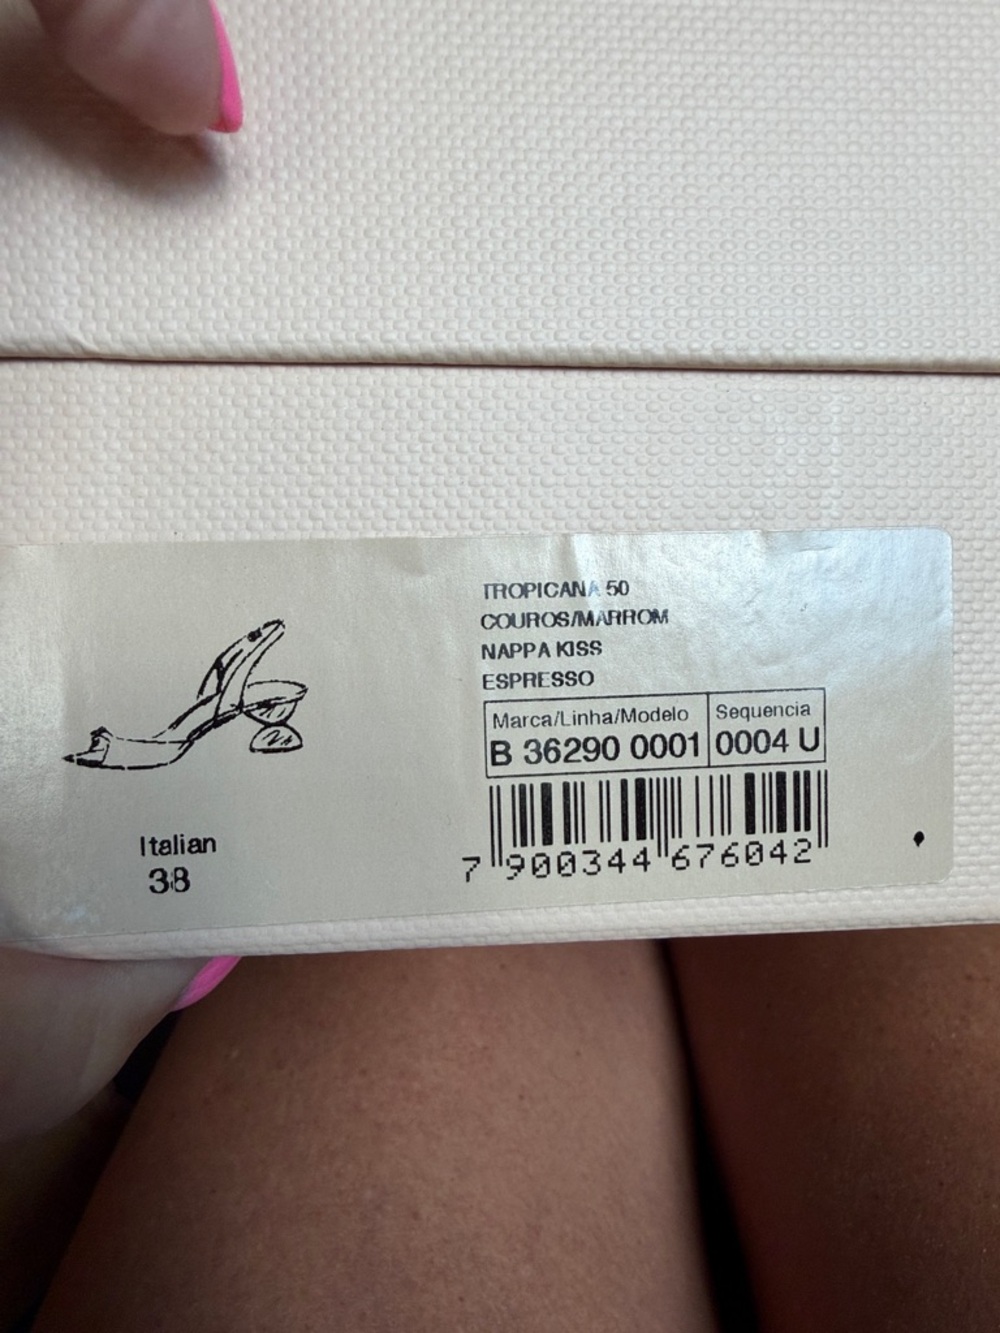 TROPICANA 50
COUROS/MARROM
NAPPA KISS
ESPRESSO
Marca/Linha/Modelo Sequencia
B 36290 0001 0004 U
Italian
38
7 900344 676042